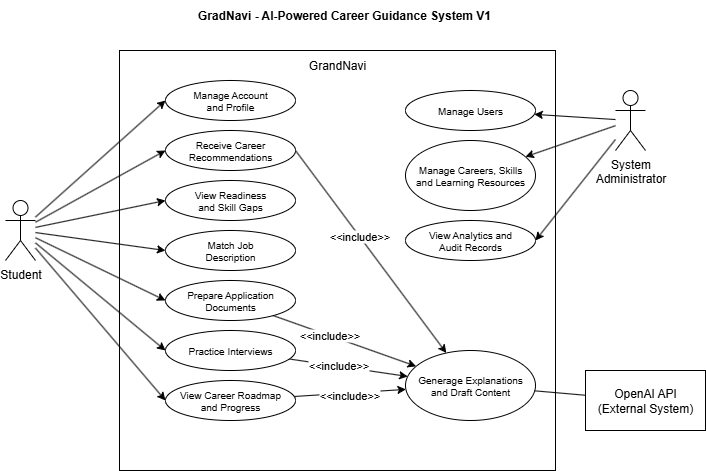 GradNavi - AI-Powered Career Guidance System V1
GrandNavi
Manage Account
and Profile
Receive Career
Recommendations
View Readiness
and Skill Gaps
Match Job
Description
Prepare Application
Documents
Practice Interviews
View Career Roadmap
and Progress
Student
Manage Users
Manage Careers, Skills
and Learning Resources
View Analytics and
Audit Records
System
Administrator
<<include>>
<<include>>
<<include>>
<<include>>
Generage Explanations
and Draft Content
OpenAI API
(External System)